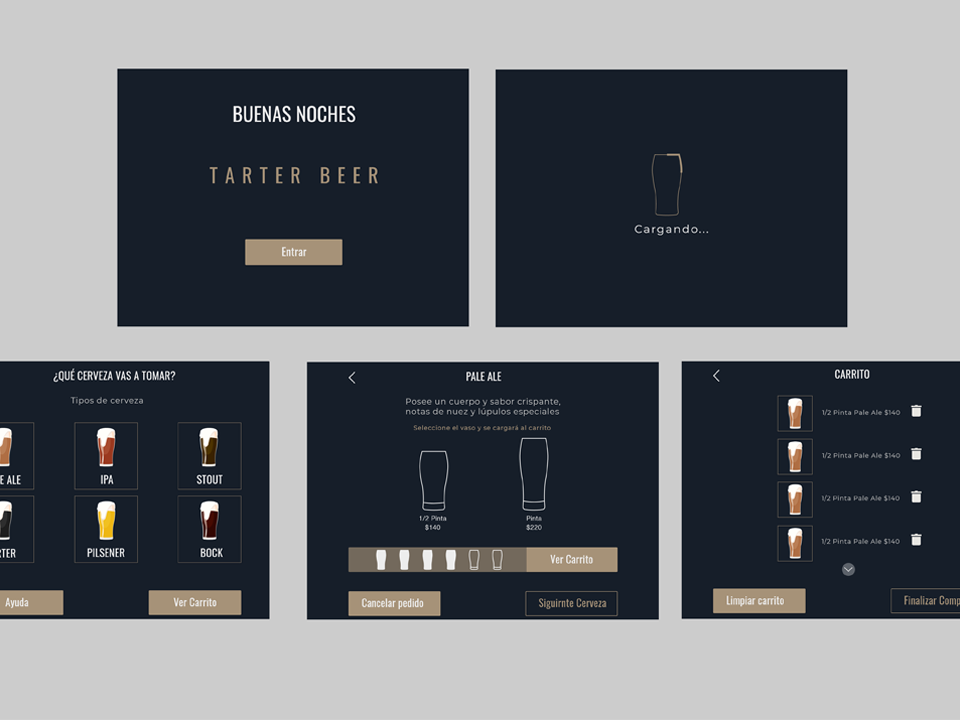 BUENAS NOCHES
TARTER BEER
Entrar
Cargando...
¿QUÉ CERVEZA VAS A TOMAR?
Tipos de cerveza
E ALE
IPA
STOUT
RTER
PILSENER
BOCK
Ayuda
Ver Carrito
PALE ALE
Posee un cuerpo y sabor crispante,
notas de nuez y lúpulos especiales
Seleccione el vaso y se cargará al carrito
1/2 Pinta
$140
Pinta
$220
Ver Carrito
Cancelar pedido
Siguirnte Cerveza
CARRITO
1/2 Pinta Pale Ale $140
1/2 Pinta Pale Ale $140
1/2 Pinta Pale Ale $140
1/2 Pinta Pale Ale $140
Limpiar carrito
Finalizar Comp